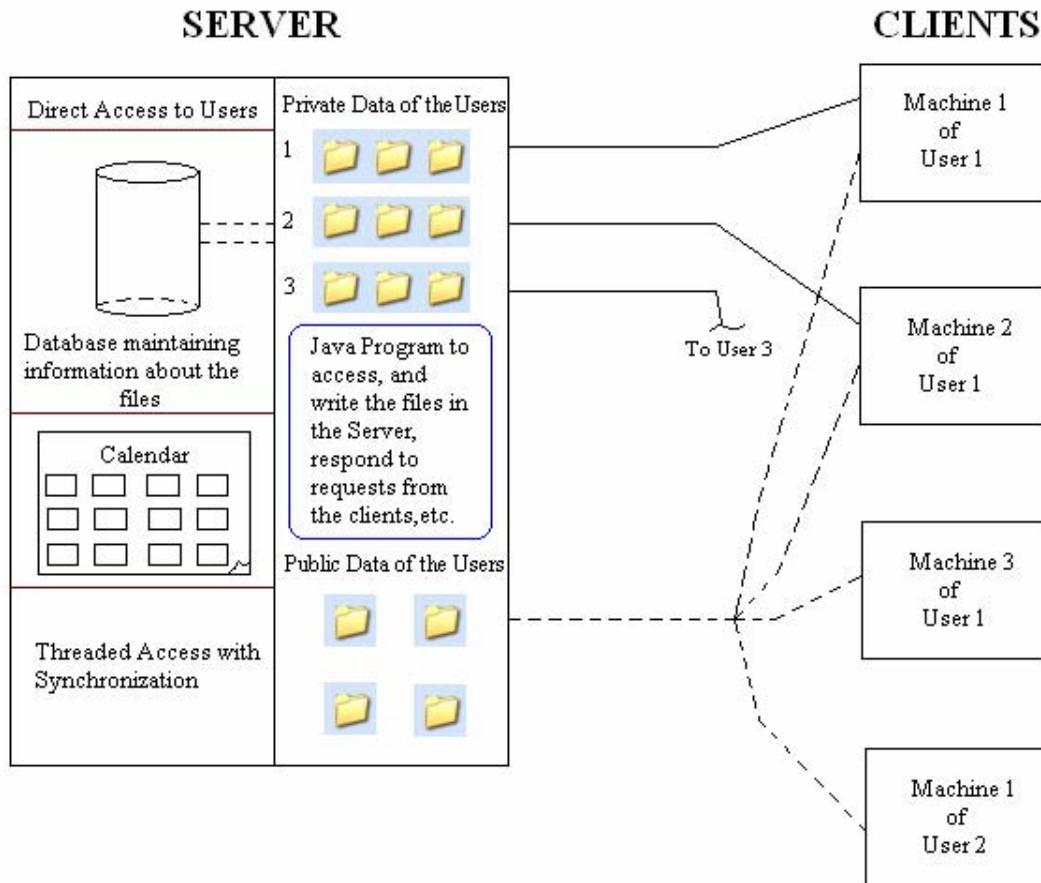 SERVER
CLIENTS
Direct Access to Users
Database maintaining
information about the
files
Calendar
Threaded Access with
Synchronization
Private Data of the Users
1
2
3
Java Program to
access, and
write the files in
the Server,
respond to
requests from
the clients,etc.
Public Data of the Users
To User 3
Machine 1
of
User 1
Machine 2
of
User 1
Machine 3
of
User 1
Machine 1
of
User 2